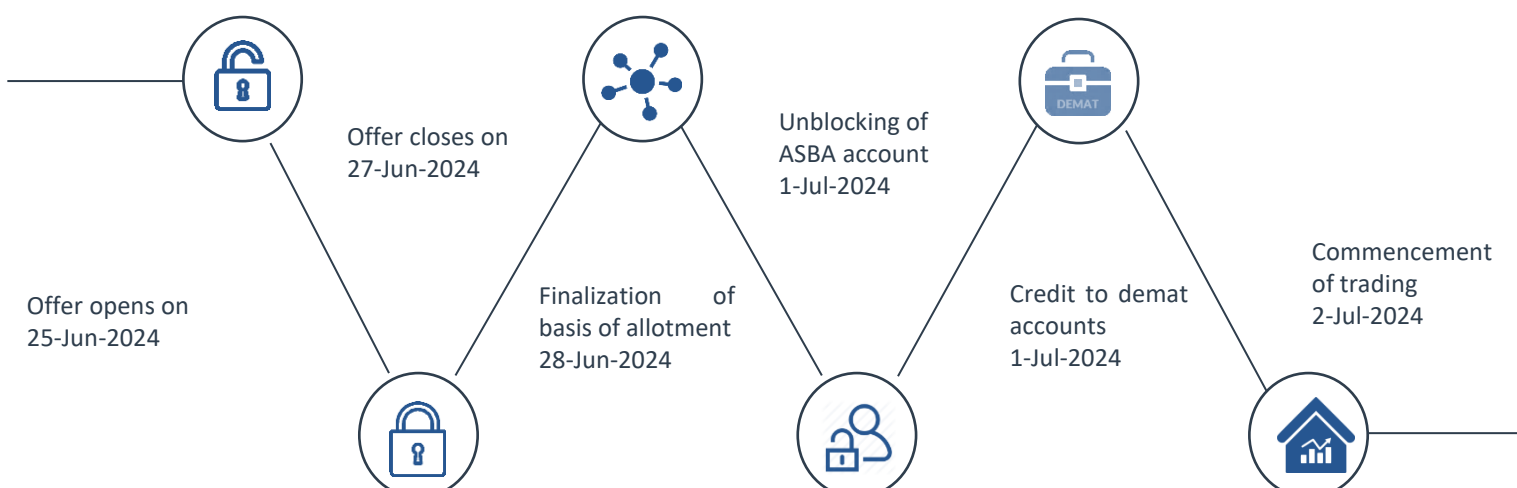 Offer opens on
25-Jun-2024
Offer closes on
27-Jun-2024
Finalization of
basis of allotment
28-Jun-2024
Unblocking of
ASBA account
1-Jul-2024
DEMAT
Credit to demat
accounts
1-Jul-2024
Commencement
of trading
2-Jul-2024